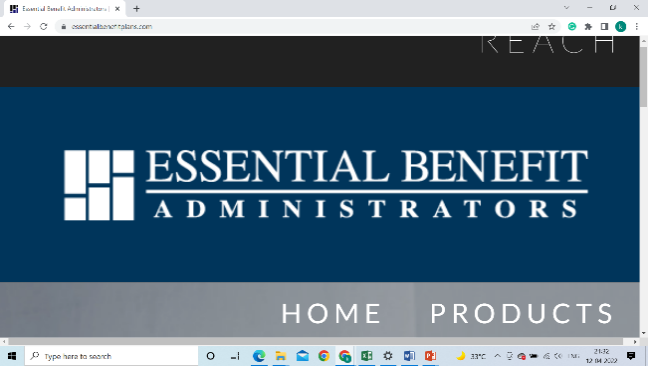 Essential Benefit Administrators |
essentialbenefitplans.com
REACH
ESSENTIAL BENEFIT
ADMINISTRATORS
HOME PRODUCTS
Type here to search
33°C
ENG
21:32
12-04-2022